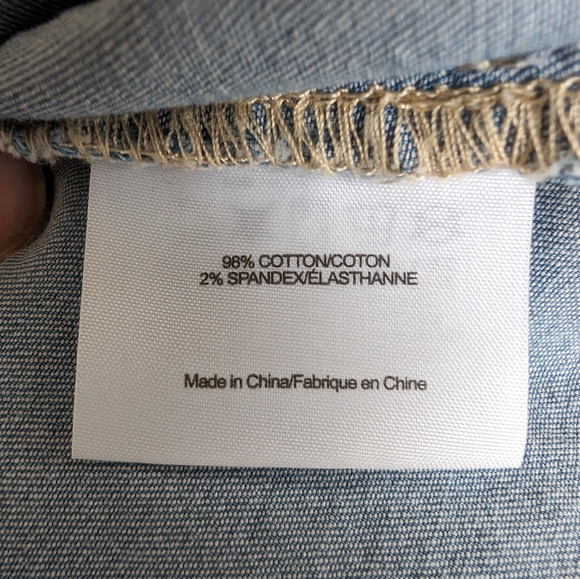 98% COTTON/COTON
2% SPANDEX/ÉLASTHANNE
Made in China/Fabrique en Chine